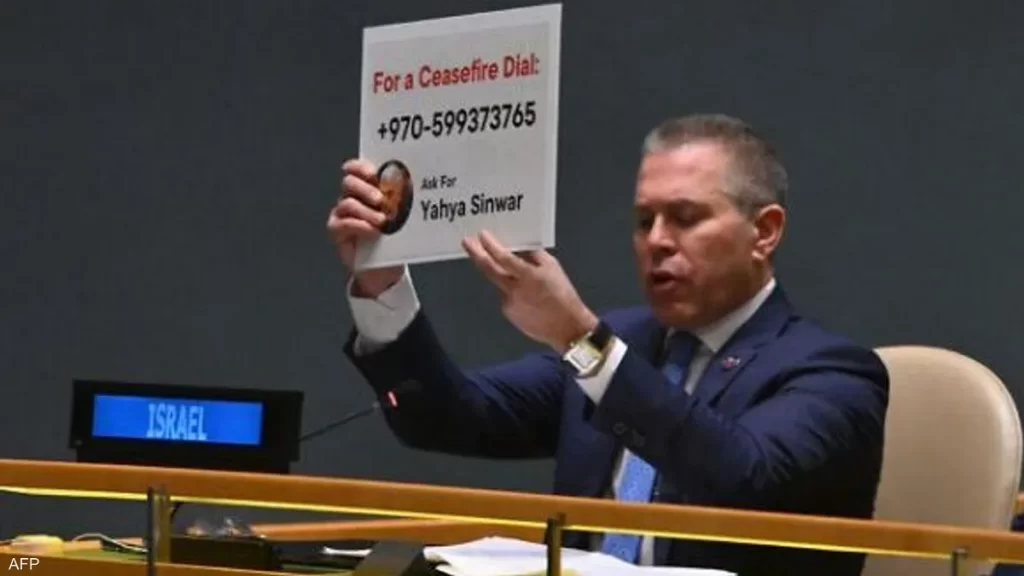 For a Ceasefire Dial:
+970-599373765
Ask For
Yahya Sinwar
ISRAEL
AFP